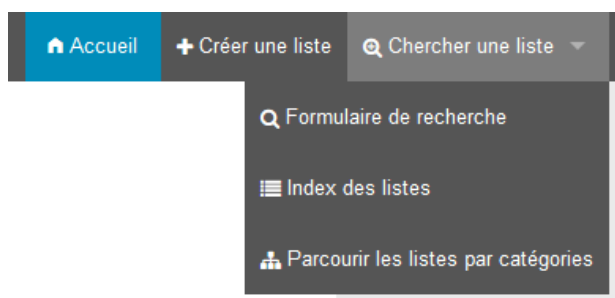 Accueil Créer une liste Chercher une liste
Formulaire de recherche
Index des listes
Parcourir les listes par catégories